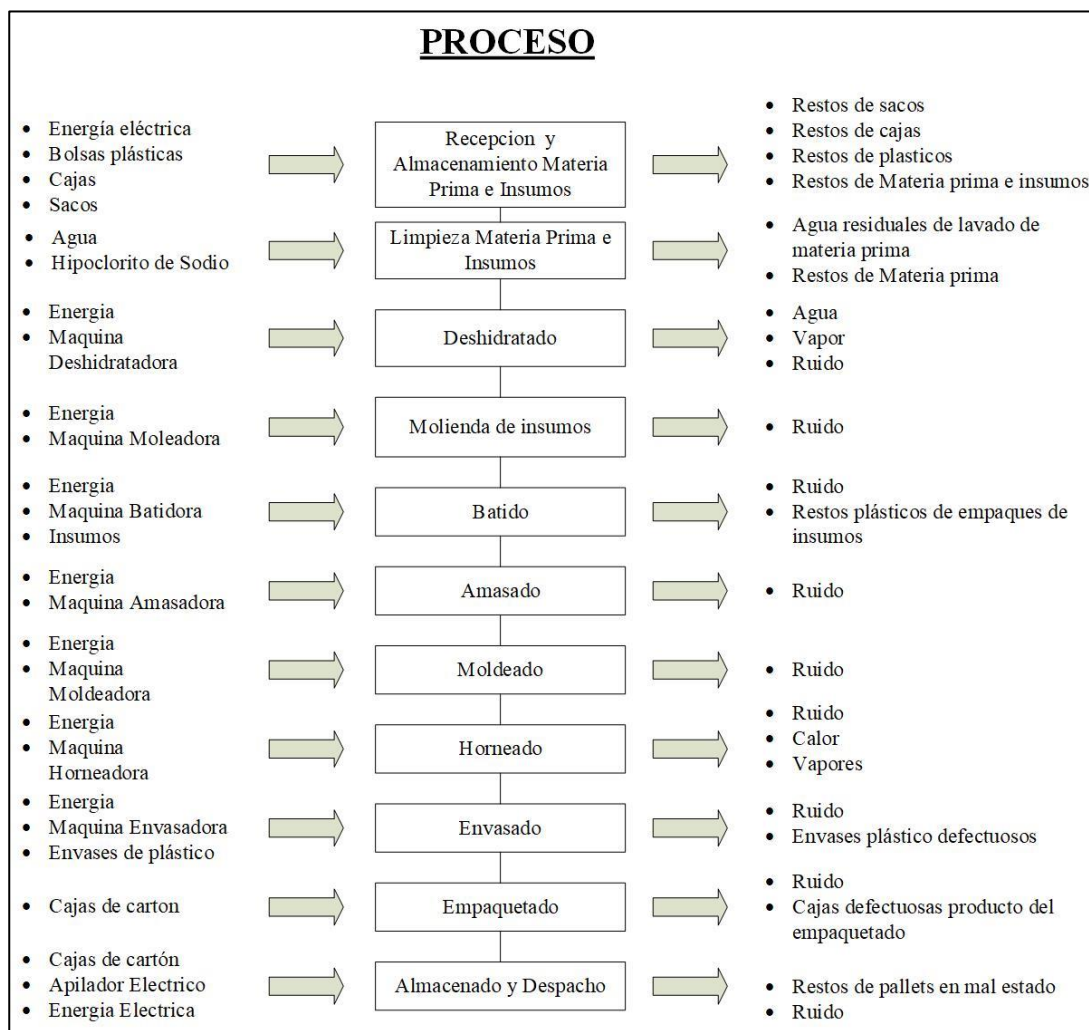 PROCESO
• Energía eléctrica
• Bolsas plásticas
• Cajas
• Sacos
Recepcion y
Almacenamiento Materia
Prima e Insumos
• Restos de sacos
• Restos de cajas
• Restos de plasticos
• Restos de Materia prima e insumos
• Agua
• Hipoclorito de Sodio
Limpieza Materia Prima e
Insumos
• Agua residuales de lavado de
materia prima
• Restos de Materia prima
• Energia
• Maquina
Deshidratadora
Deshidratado
• Agua
• Vapor
• Ruido
• Energia
• Maquina Moleadora
Molienda de insumos
• Ruido
• Energia
• Maquina Batidora
• Insumos
Batido
• Ruido
• Restos plásticos de empaques de
insumos
• Energia
• Maquina Amasadora
Amasado
• Ruido
• Energia
• Maquina
Moldeadora
Moldeado
• Ruido
• Energia
• Maquina
Horneadora
Horneado
• Ruido
• Calor
• Vapores
• Energia
• Maquina Envasadora
• Envases de plástico
Envasado
• Ruido
• Envases plástico defectuosos
• Cajas de carton
Empaquetado
• Ruido
• Cajas defectuosas producto del
empaquetado
• Cajas de cartón
• Apilador Electrico
• Energia Electrica
Almacenado y Despacho
• Restos de pallets en mal estado
• Ruido